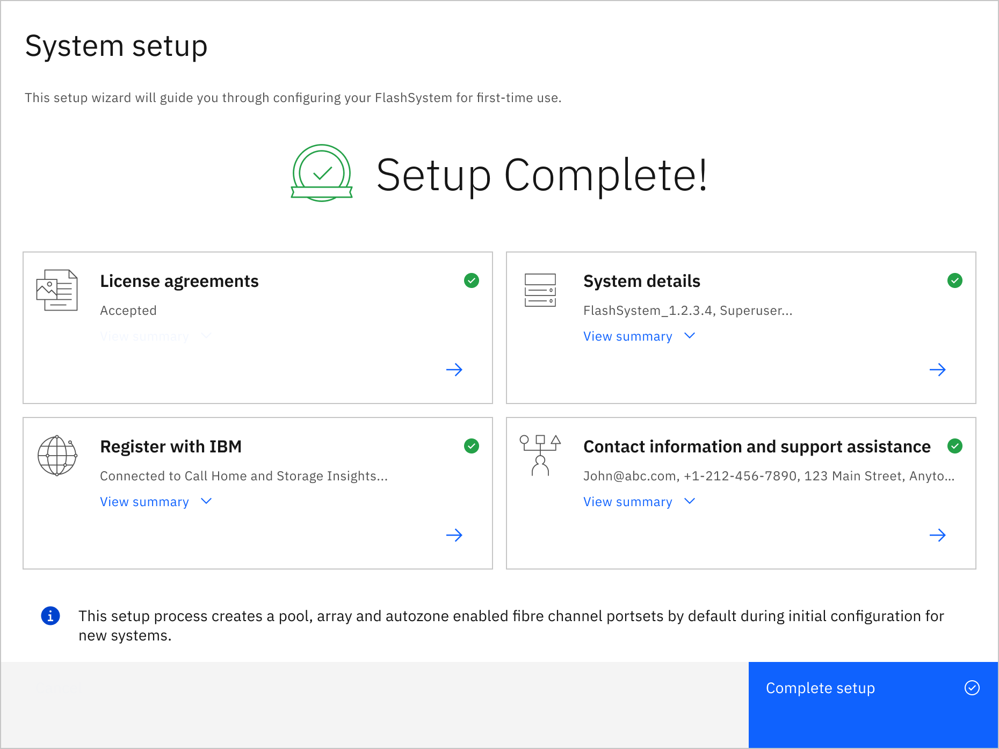 System setup
This setup wizard will guide you through configuring your FlashSystem for first-time use.
Setup Complete!
License agreements
Accepted
View summary
System details
FlashSystem_1.2.3.4, Superuser...
View summary
Register with IBM
Connected to Call Home and Storage Insights...
View summary
Contact information and support assistance
John@abc.com, +1-212-456-7890, 123 Main Street, Anyto...
View summary
This setup process creates a pool, array and autozone enabled fibre channel portsets by default during initial configuration for
new systems.
Complete setup